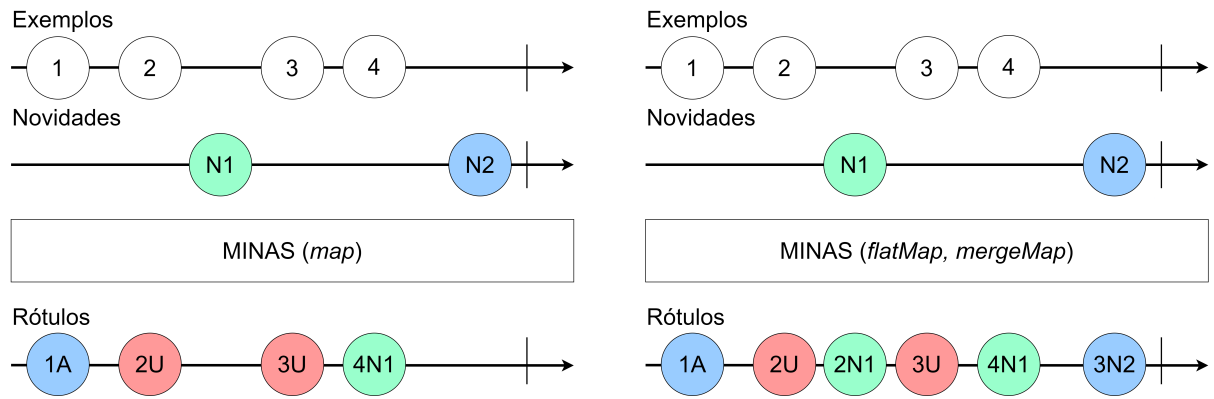 Exemplos
1 2 3 4
Novidades
N1 N2
MINAS (map)
Rótulos
1A 2U 3U 4N1
Exemplos
1 2 3 4
Novidades
N1 N2
MINAS (flatMap, mergeMap)
Rótulos
1A 2U 2N1 3U 4N1 3N2